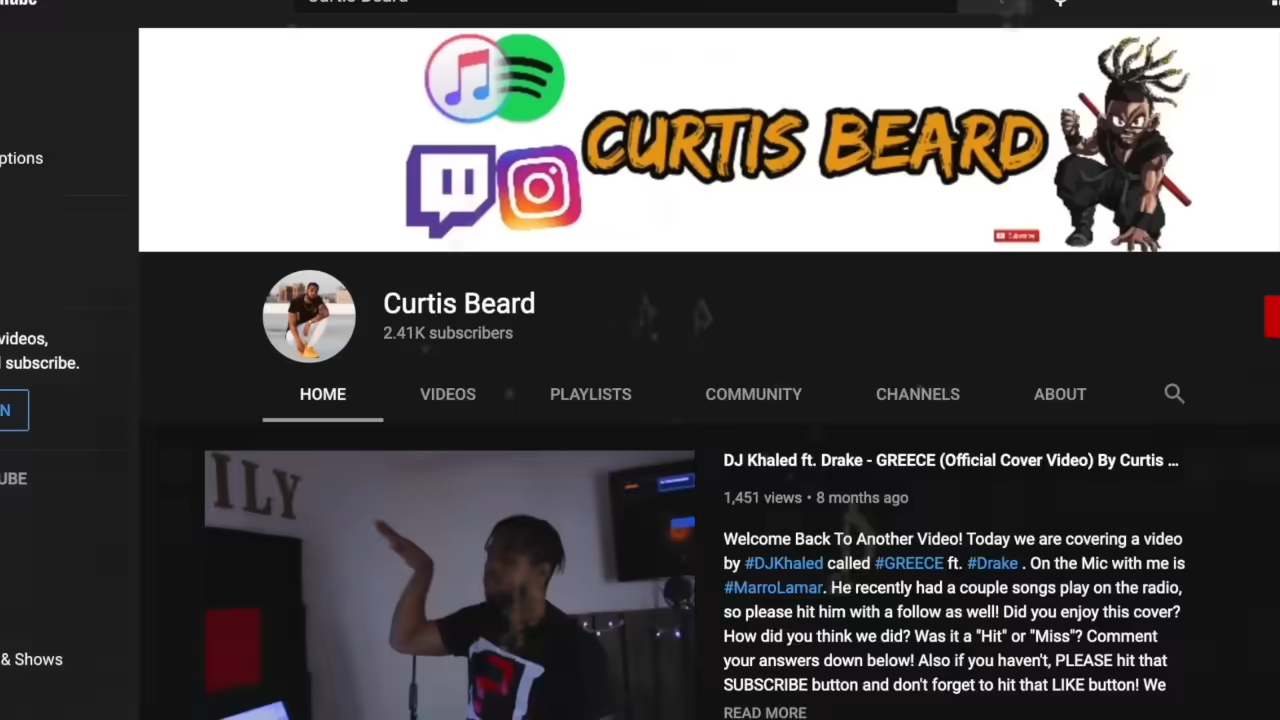 Curtis Beard
ptions
CURTIS BEARD
Curtis Beard
2.41K subscribers
videos,
subscribe.
N
HOME VIDEOS PLAYLISTS COMMUNITY CHANNELS ABOUT
UBE
ILY
DJ Khaled ft. Drake - GREECE (Official Cover Video) By Curtis ...
1,451 views • 8 months ago
Welcome Back To Another Video! Today we are covering a video
by #DJKhaled called #GREECE ft. #Drake . On the Mic with me is
#MarroLamar. He recently had a couple songs play on the radio,
so please hit him with a follow as well! Did you enjoy this cover?
How did you think we did? Was it a "Hit" or "Miss"? Comment
your answers down below! Also if you haven't, PLEASE hit that
SUBSCRIBE button and don't forget to hit that LIKE button! We
READ MORE
& Shows